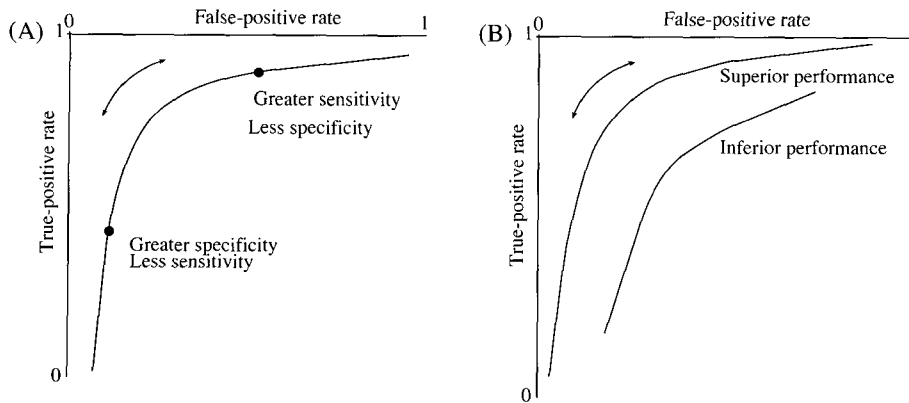 (A)
0
False-positive rate
1
1
True-positive rate
0
Greater sensitivity
Less specificity
Greater specificity
Less sensitivity
(B)
0
False-positive rate
1
1
True-positive rate
0
Superior performance
Inferior performance